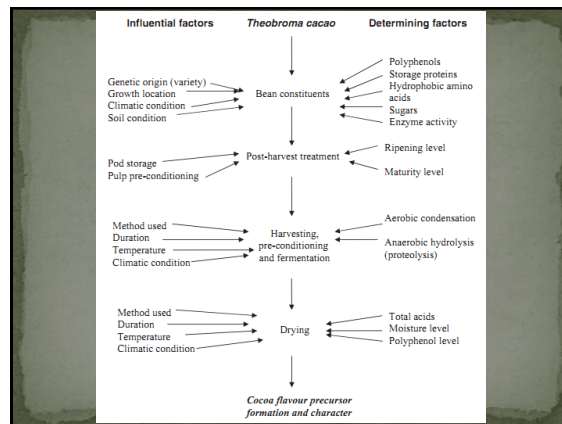 Influential factors
Theobroma cacao
Determining factors
Genetic origin (variety)
Growth location
Climatic condition
Soil condition
Bean constituents
Polyphenols
Storage proteins
Hydrophobic amino
acids
Sugars
Enzyme activity
Pod storage
Pulp pre-conditioning
Post-harvest treatment
Ripening level
Maturity level
Method used
Duration
Temperature
Climatic condition
Harvesting,
pre-conditioning
and fermentation
Aerobic condensation
Anaerobic hydrolysis
(proteolysis)
Method used
Duration
Temperature
Climatic condition
Drying
Total acids
Moisture level
Polyphenol level
Cocoa flavour precursor
formation and character